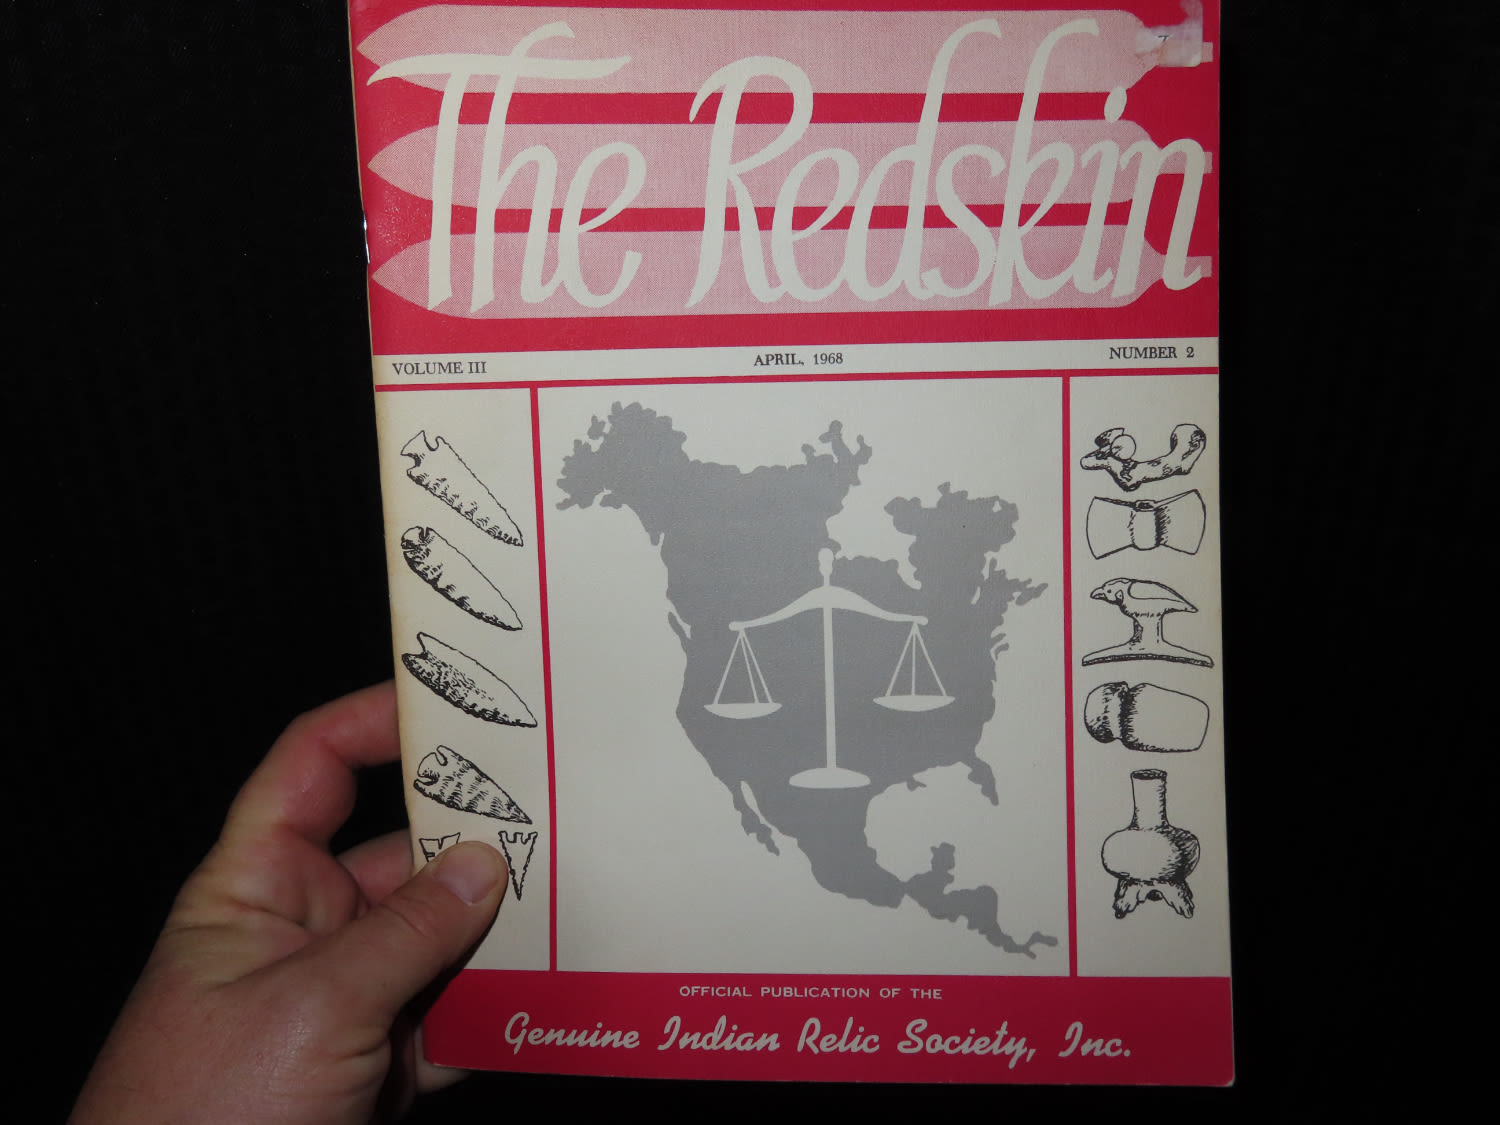 The Redskin
VOLUME III
APRIL, 1968
NUMBER 2
OFFICIAL PUBLICATION OF THE
Genuine Indian Relic Society, Inc.